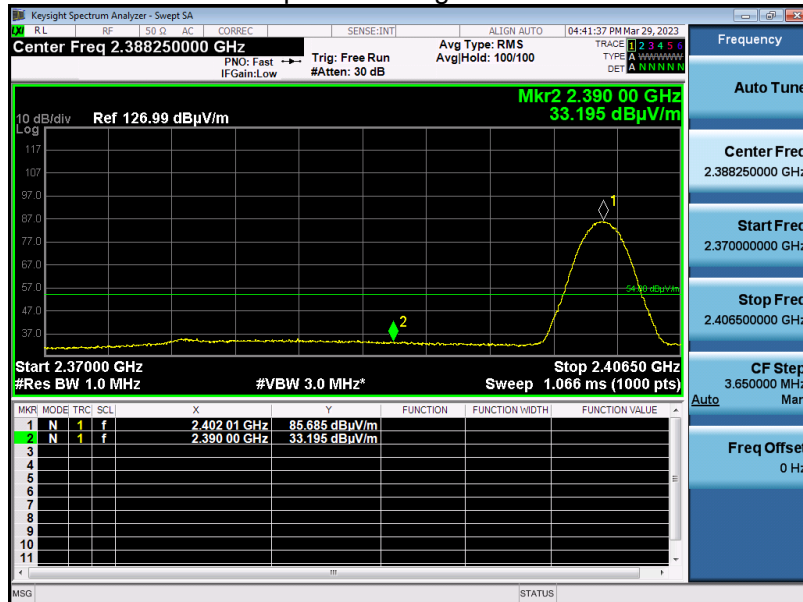 Keysight Spectrum Analyzer - Swept SA
LXI RL RF 50 Ω AC CORREC SENSE:INT ALIGN AUTO 04:41:37 PM Mar 29, 2023
Center Freq 2.388250000 GHz
PNO: Fast
IFGain:Low
Trig: Free Run
#Atten: 30 dB
Avg Type: RMS
Avg|Hold: 100/100
TRACE 1 2 3 4 5 6
TYPE A WWWWW
DET A N N N N N
Mkr2 2.390 00 GHz
33.195 dBµV/m
10 dB/div Ref 126.99 dBµV/m
Log
117
107
97.0
87.0
77.0
67.0
57.0
47.0
37.0
1
2
54.00 dBµV/m
Start 2.37000 GHz Stop 2.40650 GHz
#Res BW 1.0 MHz #VBW 3.0 MHz* Sweep 1.066 ms (1000 pts)
MKR MODE TRC SCL X Y FUNCTION FUNCTION WIDTH FUNCTION VALUE
1 N 1 f 2.402 01 GHz 85.685 dBµV/m
2 N 1 f 2.390 00 GHz 33.195 dBµV/m
3
4
5
6
7
8
9
10
11
MSG STATUS
Frequency
Auto Tune
Center Freq
2.388250000 GHz
Start Freq
2.370000000 GHz
Stop Freq
2.406500000 GHz
CF Step
3.650000 MHz
Auto Man
Freq Offset
0 Hz